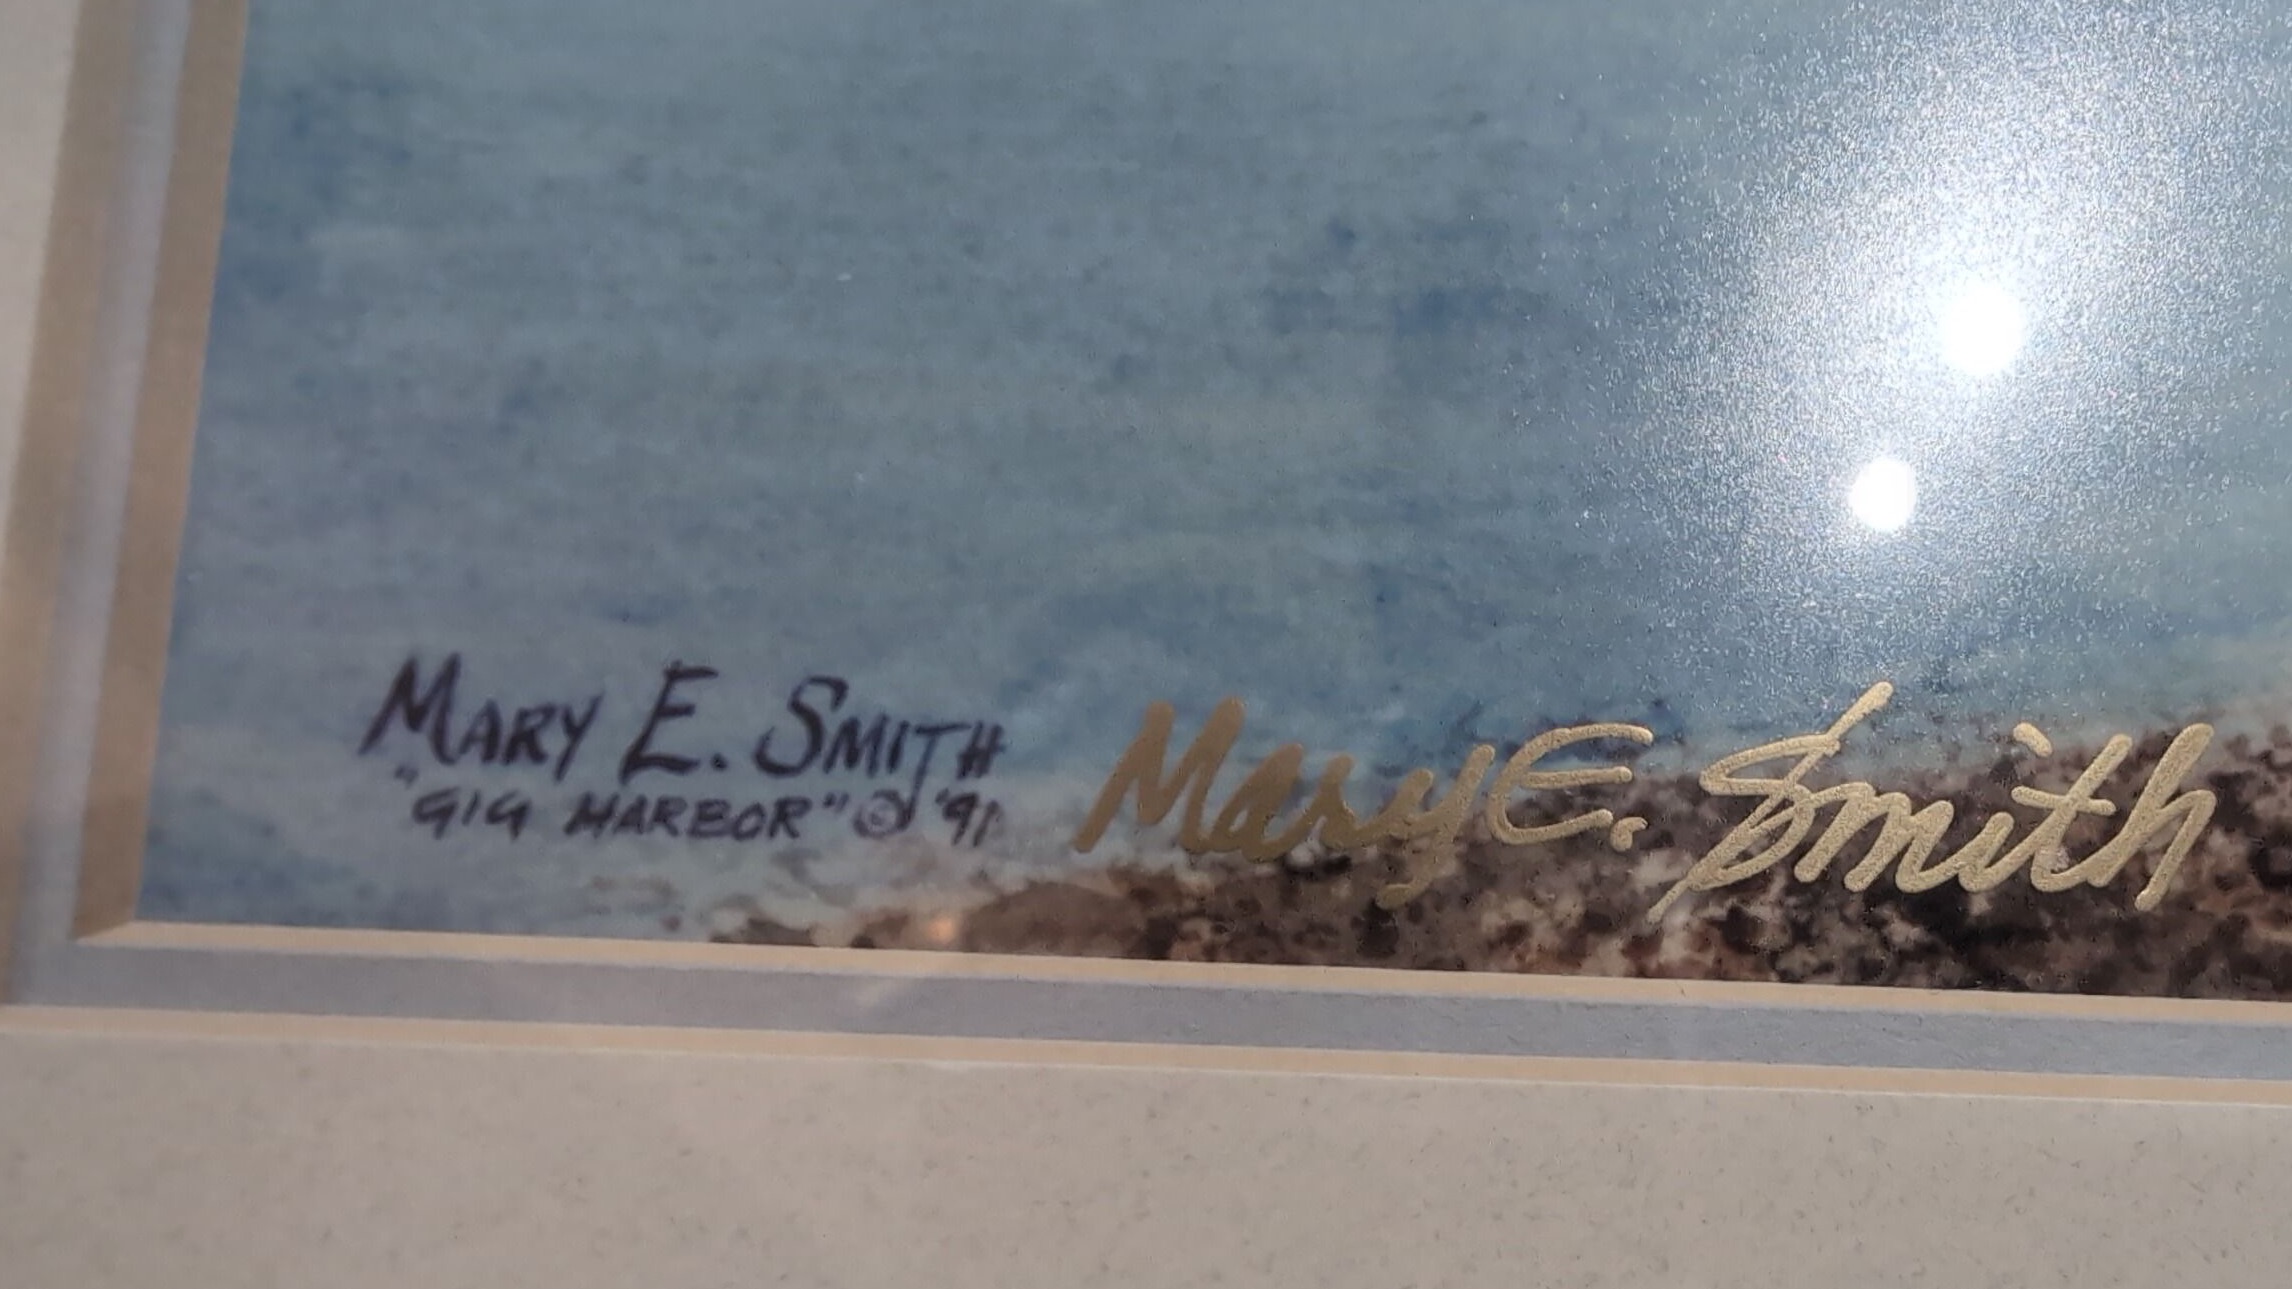 MARY E. SMITH
"GIG HARBOR" © '91
Mary E. Smith